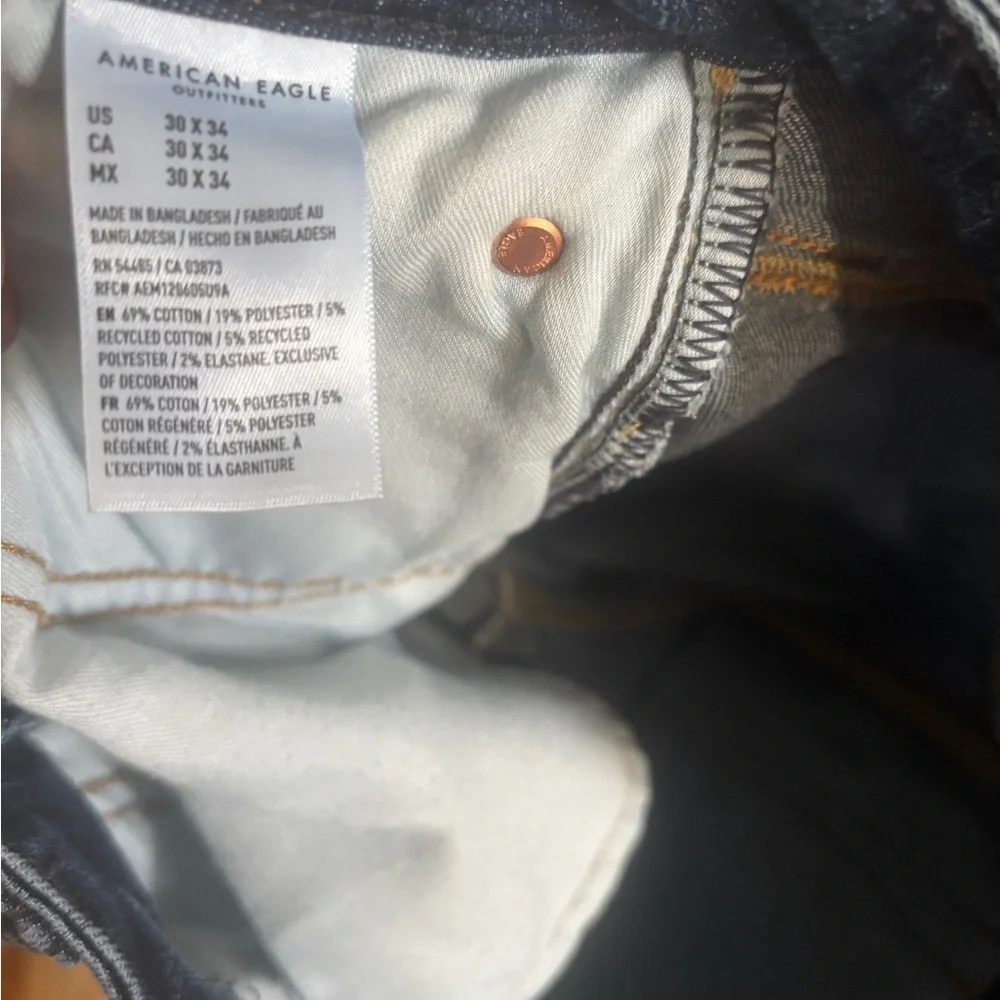 AMERICAN EAGLE
OUTFITTERS
US 30 X 34
CA 30 X 34
MX 30 X 34
MADE IN BANGLADESH / FABRIQUÉ AU
BANGLADESH / HECHO EN BANGLADESH
RN 54485 / CA 03873
RFC# AEM120605U9A
EN 69% COTTON / 19% POLYESTER / 5%
RECYCLED COTTON / 5% RECYCLED
POLYESTER / 2% ELASTANE. EXCLUSIVE
OF DECORATION
FR 69% COTON / 19% POLYESTER / 5%
COTON RÉGÉNÉRÉ / 5% POLYESTER
RÉGÉNÉRÉ / 2% ÉLASTHANNE. À
L'EXCEPTION DE LA GARNITURE
AMERICAN
EAGLE